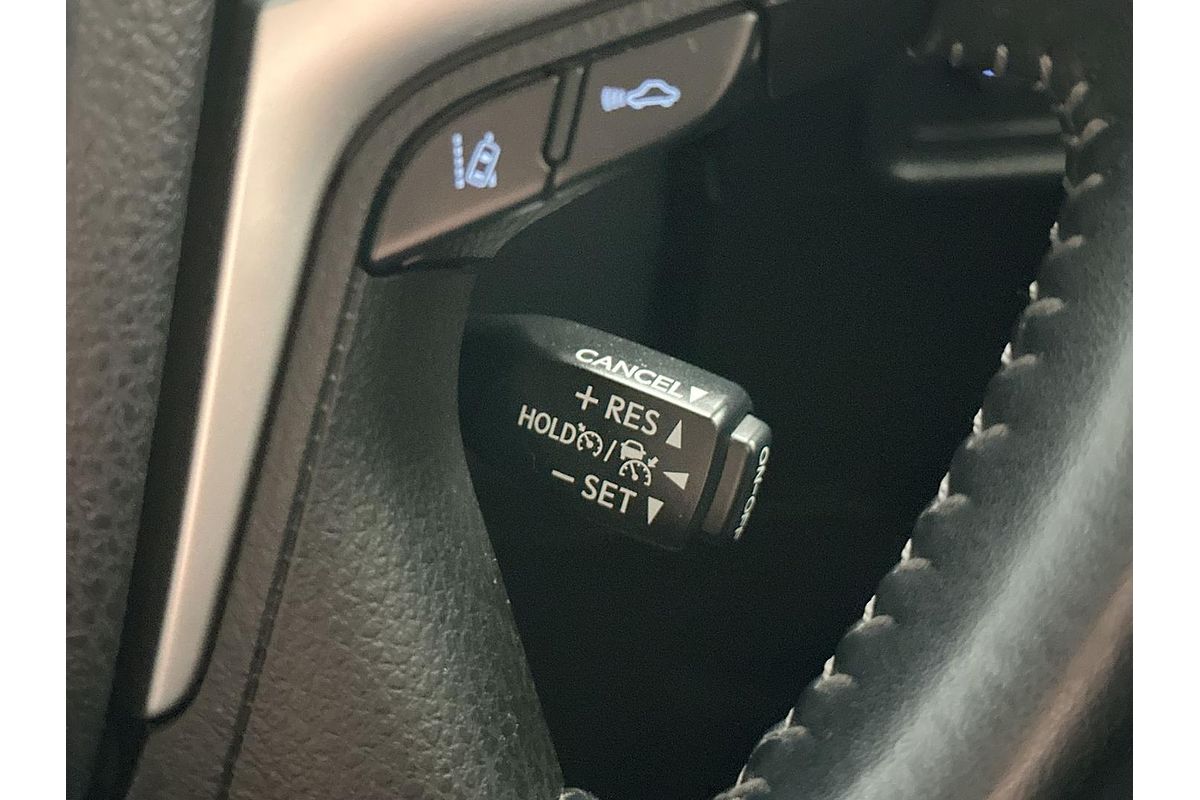 CANCEL▼
+ RES ▲
HOLD / ◀
− SET ▼
ON-OFF